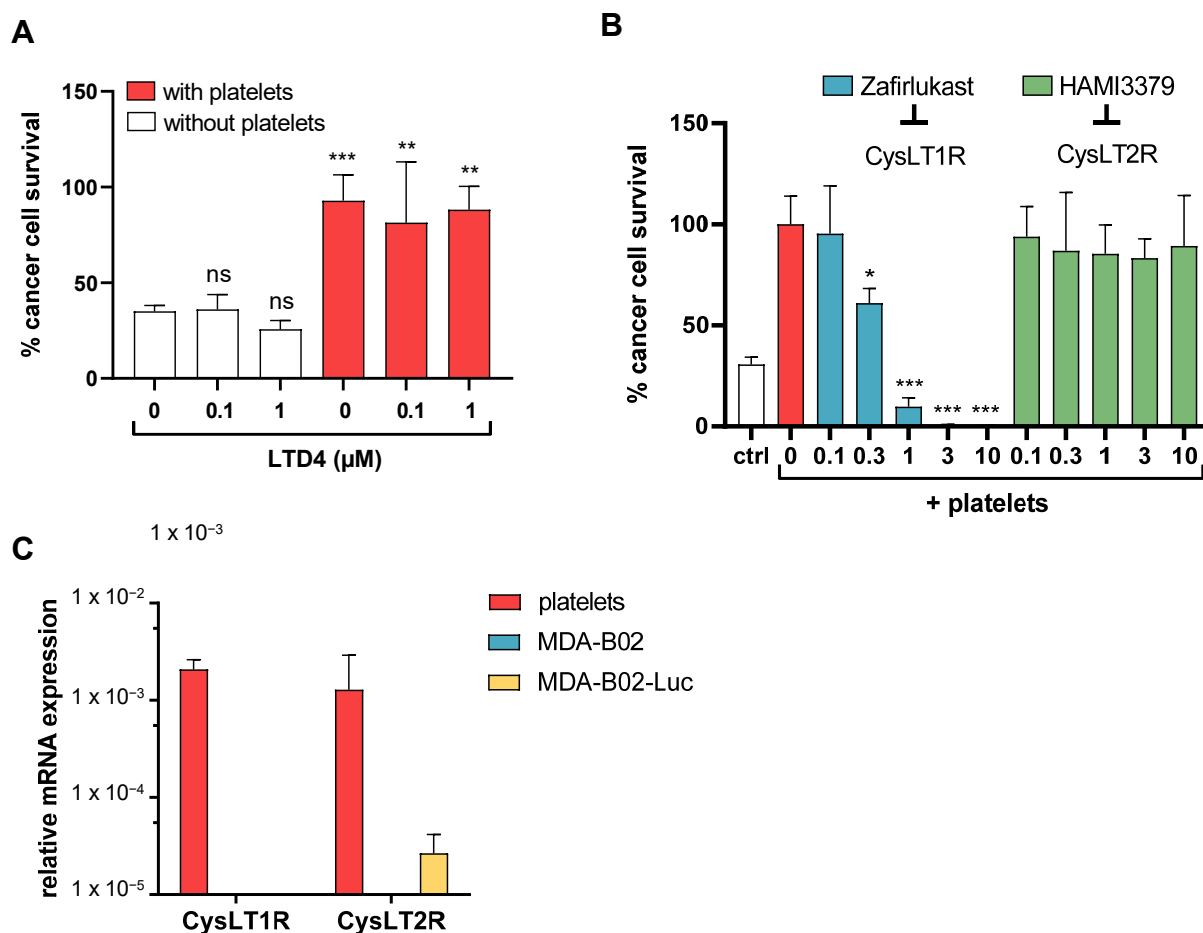 A
with platelets
without platelets
% cancer cell survival
150
100
50
0
ns
ns
***
**
**
0 0.1 1 0 0.1 1
LTD4 (µM)
B
Zafirlukast HAMI3379
CysLT1R CysLT2R
% cancer cell survival
150
100
50
0
*
***
*** ***
ctrl 0 0.1 0.3 1 3 10 0.1 0.3 1 3 10
+ platelets
C
1 x 10⁻³
relative mRNA expression
1 x 10⁻²
1 x 10⁻³
1 x 10⁻⁴
1 x 10⁻⁵
CysLT1R CysLT2R
platelets
MDA-B02
MDA-B02-Luc